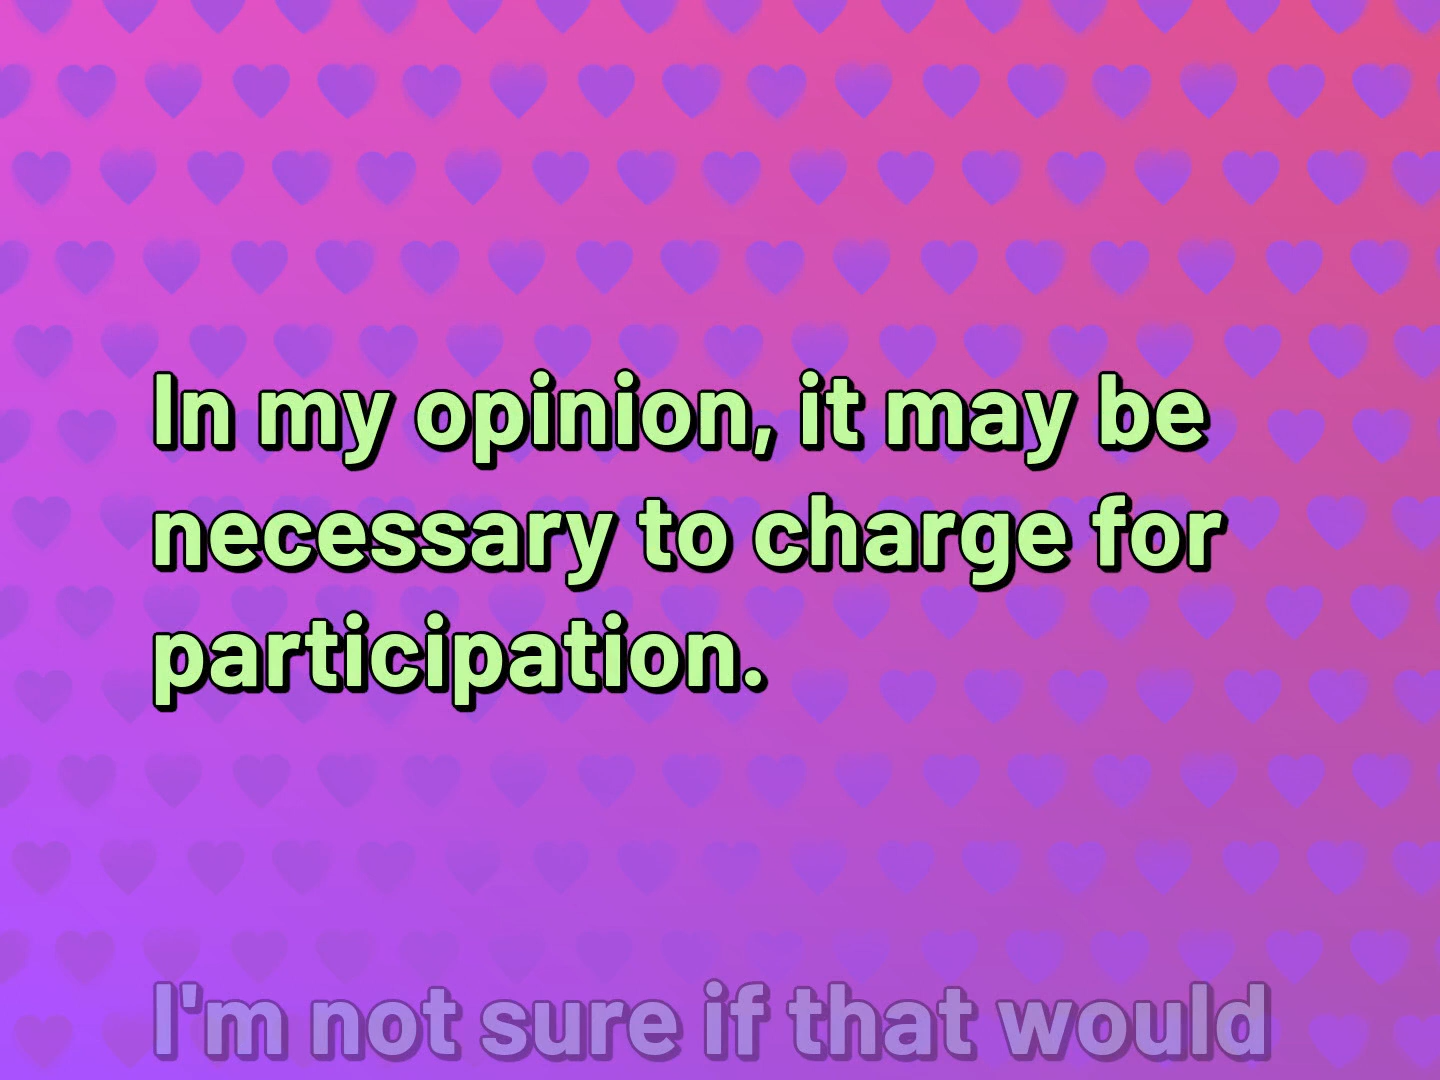 In my opinion, it may be
necessary to charge for
participation.
I'm not sure if that would